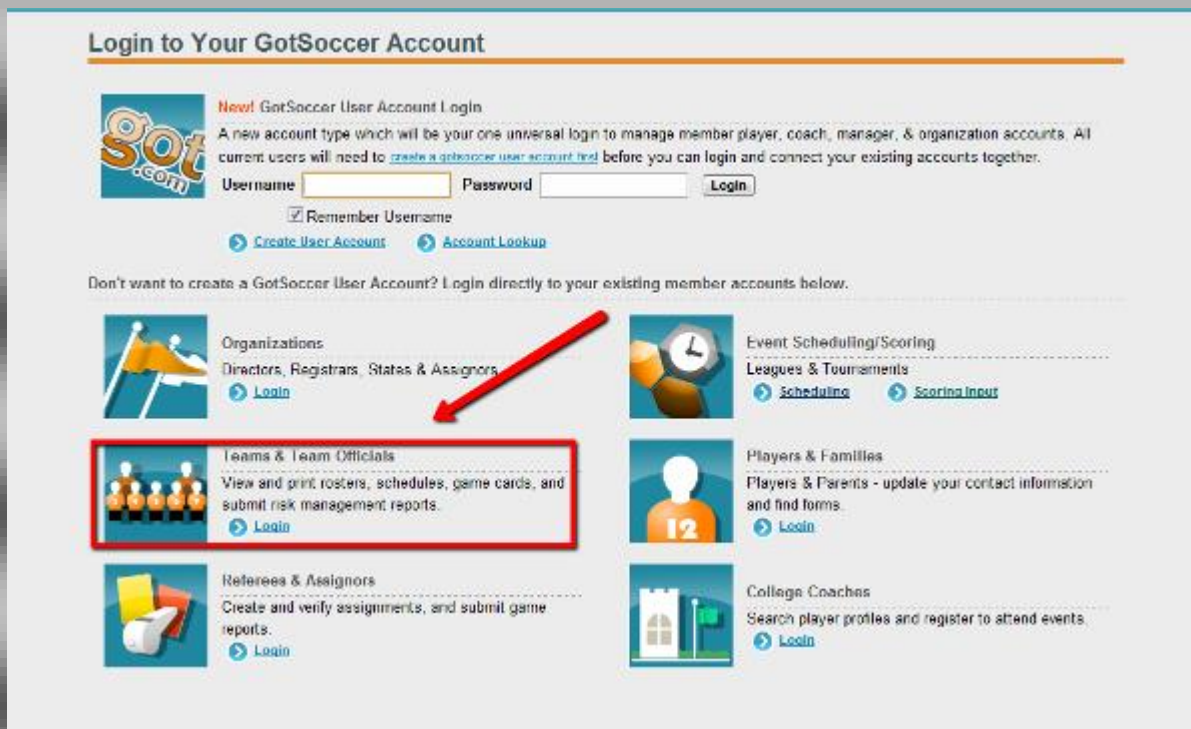 Login to Your GotSoccer Account
got
soc
.com
New! GotSoccer User Account Login
A new account type which will be your one universal login to manage member player, coach, manager, & organization accounts. All
current users will need to create a gotsoccer user account first before you can login and connect your existing accounts together.
Username Password Login
Remember Username
Create User Account Account Lookup
Don't want to create a GotSoccer User Account? Login directly to your existing member accounts below.
Organizations
Directors, Registrars, States & Assignors
Login
Event Scheduling/Scoring
Leagues & Tournaments
Scheduling Scoring Input
Teams & Team Officials
View and print rosters, schedules, game cards, and
submit risk management reports.
Login
Players & Families
Players & Parents - update your contact information
and find forms.
Login
12
Referees & Assignors
Create and verify assignments, and submit game
reports.
Login
College Coaches
Search player profiles and register to attend events.
Login